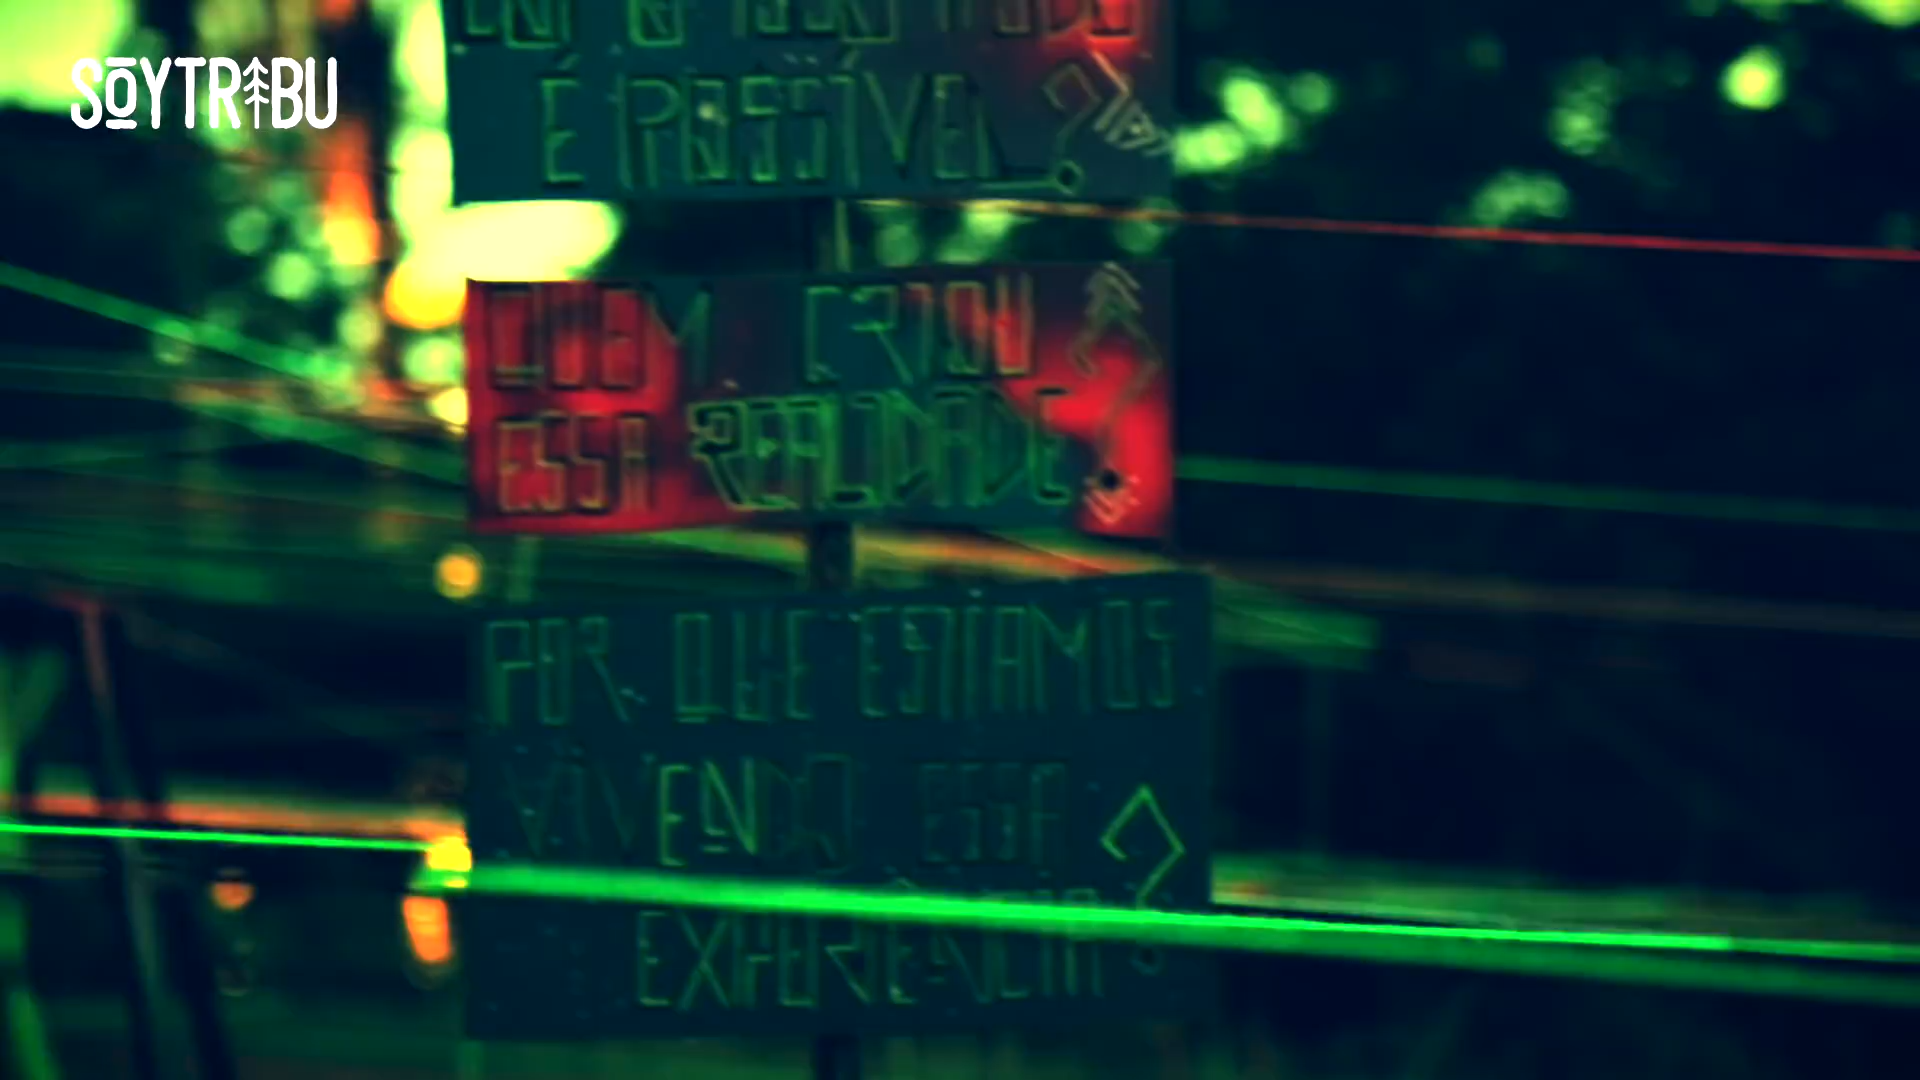 SOYTRIBU
É POSSÍVEL?
QUEM CRIOU
ESSA REALIDADE?
POR QUE ESTAMOS
VIVENDO ESSA
EXPERIÊNCIA?